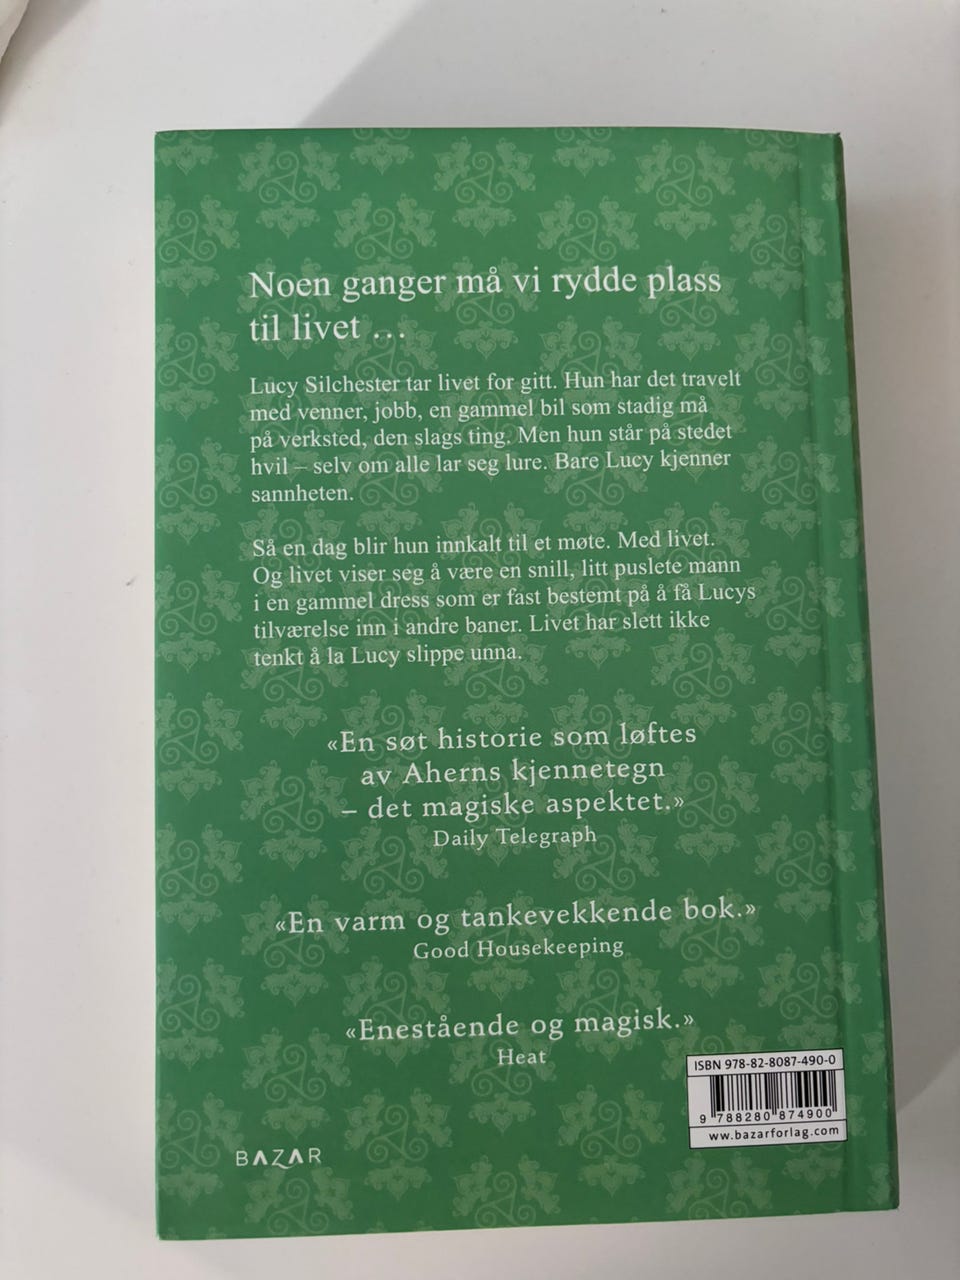 Noen ganger må vi rydde plass
til livet …
Lucy Silchester tar livet for gitt. Hun har det travelt
med venner, jobb, en gammel bil som stadig må
på verksted, den slags ting. Men hun står på stedet
hvil – selv om alle lar seg lure. Bare Lucy kjenner
sannheten.
Så en dag blir hun innkalt til et møte. Med livet.
Og livet viser seg å være en snill, litt puslete mann
i en gammel dress som er fast bestemt på å få Lucys
tilværelse inn i andre baner. Livet har slett ikke
tenkt å la Lucy slippe unna.
«En søt historie som løftes
av Aherns kjennetegn
– det magiske aspektet.»
Daily Telegraph
«En varm og tankevekkende bok.»
Good Housekeeping
«Enestående og magisk.»
Heat
ISBN 978-82-8087-490-0
9 788280 874900
ww.bazarforlag.com
BAZAR